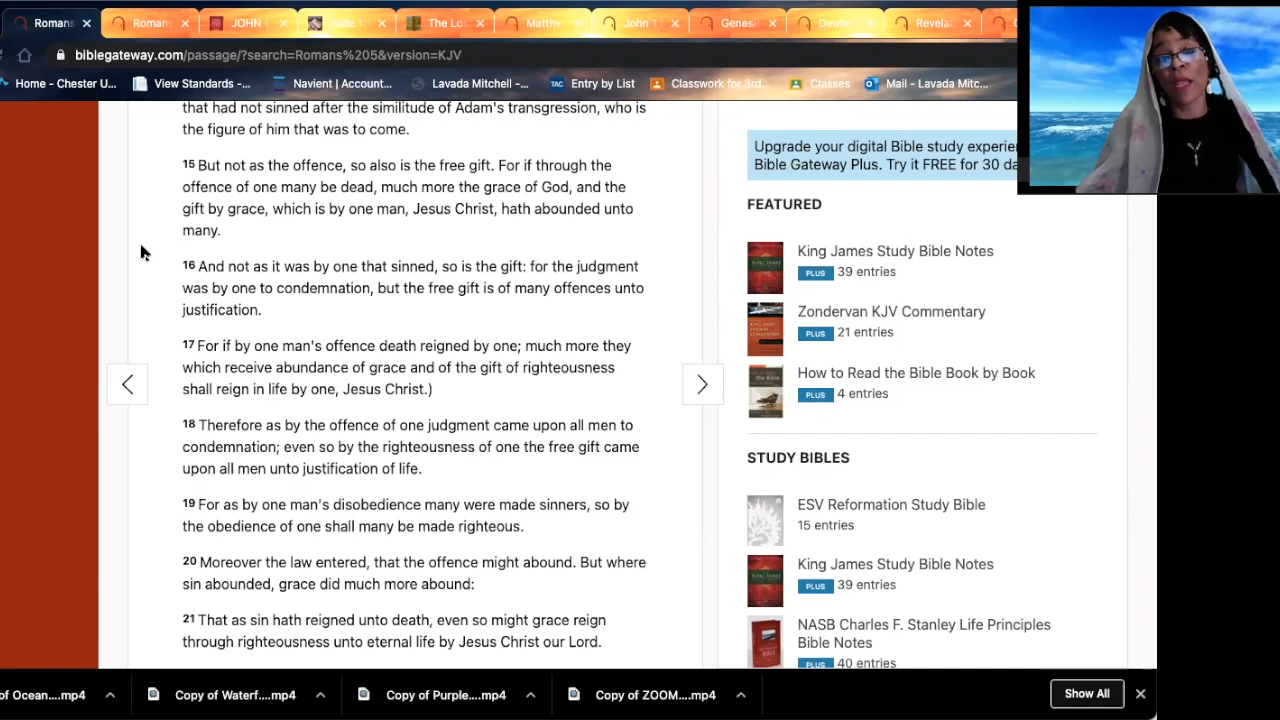 Romans
Roman
JOHN
The Los
Matthe
John 1
Genesi
Revela
biblegateway.com/passage/?search=Romans%205&version=KJV
Home - Chester U...
View Standards -...
Navient | Account...
Lavada Mitchell -...
TAC Entry by List
Classwork for 3rd...
Classes
Mail - Lavada Mitc...
that had not sinned after the similitude of Adam's transgression, who is
the figure of him that was to come.
15 But not as the offence, so also is the free gift. For if through the
offence of one many be dead, much more the grace of God, and the
gift by grace, which is by one man, Jesus Christ, hath abounded unto
many.
16 And not as it was by one that sinned, so is the gift: for the judgment
was by one to condemnation, but the free gift is of many offences unto
justification.
17 For if by one man's offence death reigned by one; much more they
which receive abundance of grace and of the gift of righteousness
shall reign in life by one, Jesus Christ.)
18 Therefore as by the offence of one judgment came upon all men to
condemnation; even so by the righteousness of one the free gift came
upon all men unto justification of life.
19 For as by one man's disobedience many were made sinners, so by
the obedience of one shall many be made righteous.
20 Moreover the law entered, that the offence might abound. But where
sin abounded, grace did much more abound:
21 That as sin hath reigned unto death, even so might grace reign
through righteousness unto eternal life by Jesus Christ our Lord.
Upgrade your digital Bible study experien
Bible Gateway Plus. Try it FREE for 30 da
FEATURED
King James Study Bible Notes
PLUS 39 entries
Zondervan KJV Commentary
PLUS 21 entries
How to Read the Bible Book by Book
PLUS 4 entries
STUDY BIBLES
ESV Reformation Study Bible
15 entries
King James Study Bible Notes
PLUS 39 entries
NASB Charles F. Stanley Life Principles
Bible Notes
PLUS 40 entries
of Ocean....mp4
Copy of Waterf....mp4
Copy of Purple....mp4
Copy of ZOOM....mp4
Show All